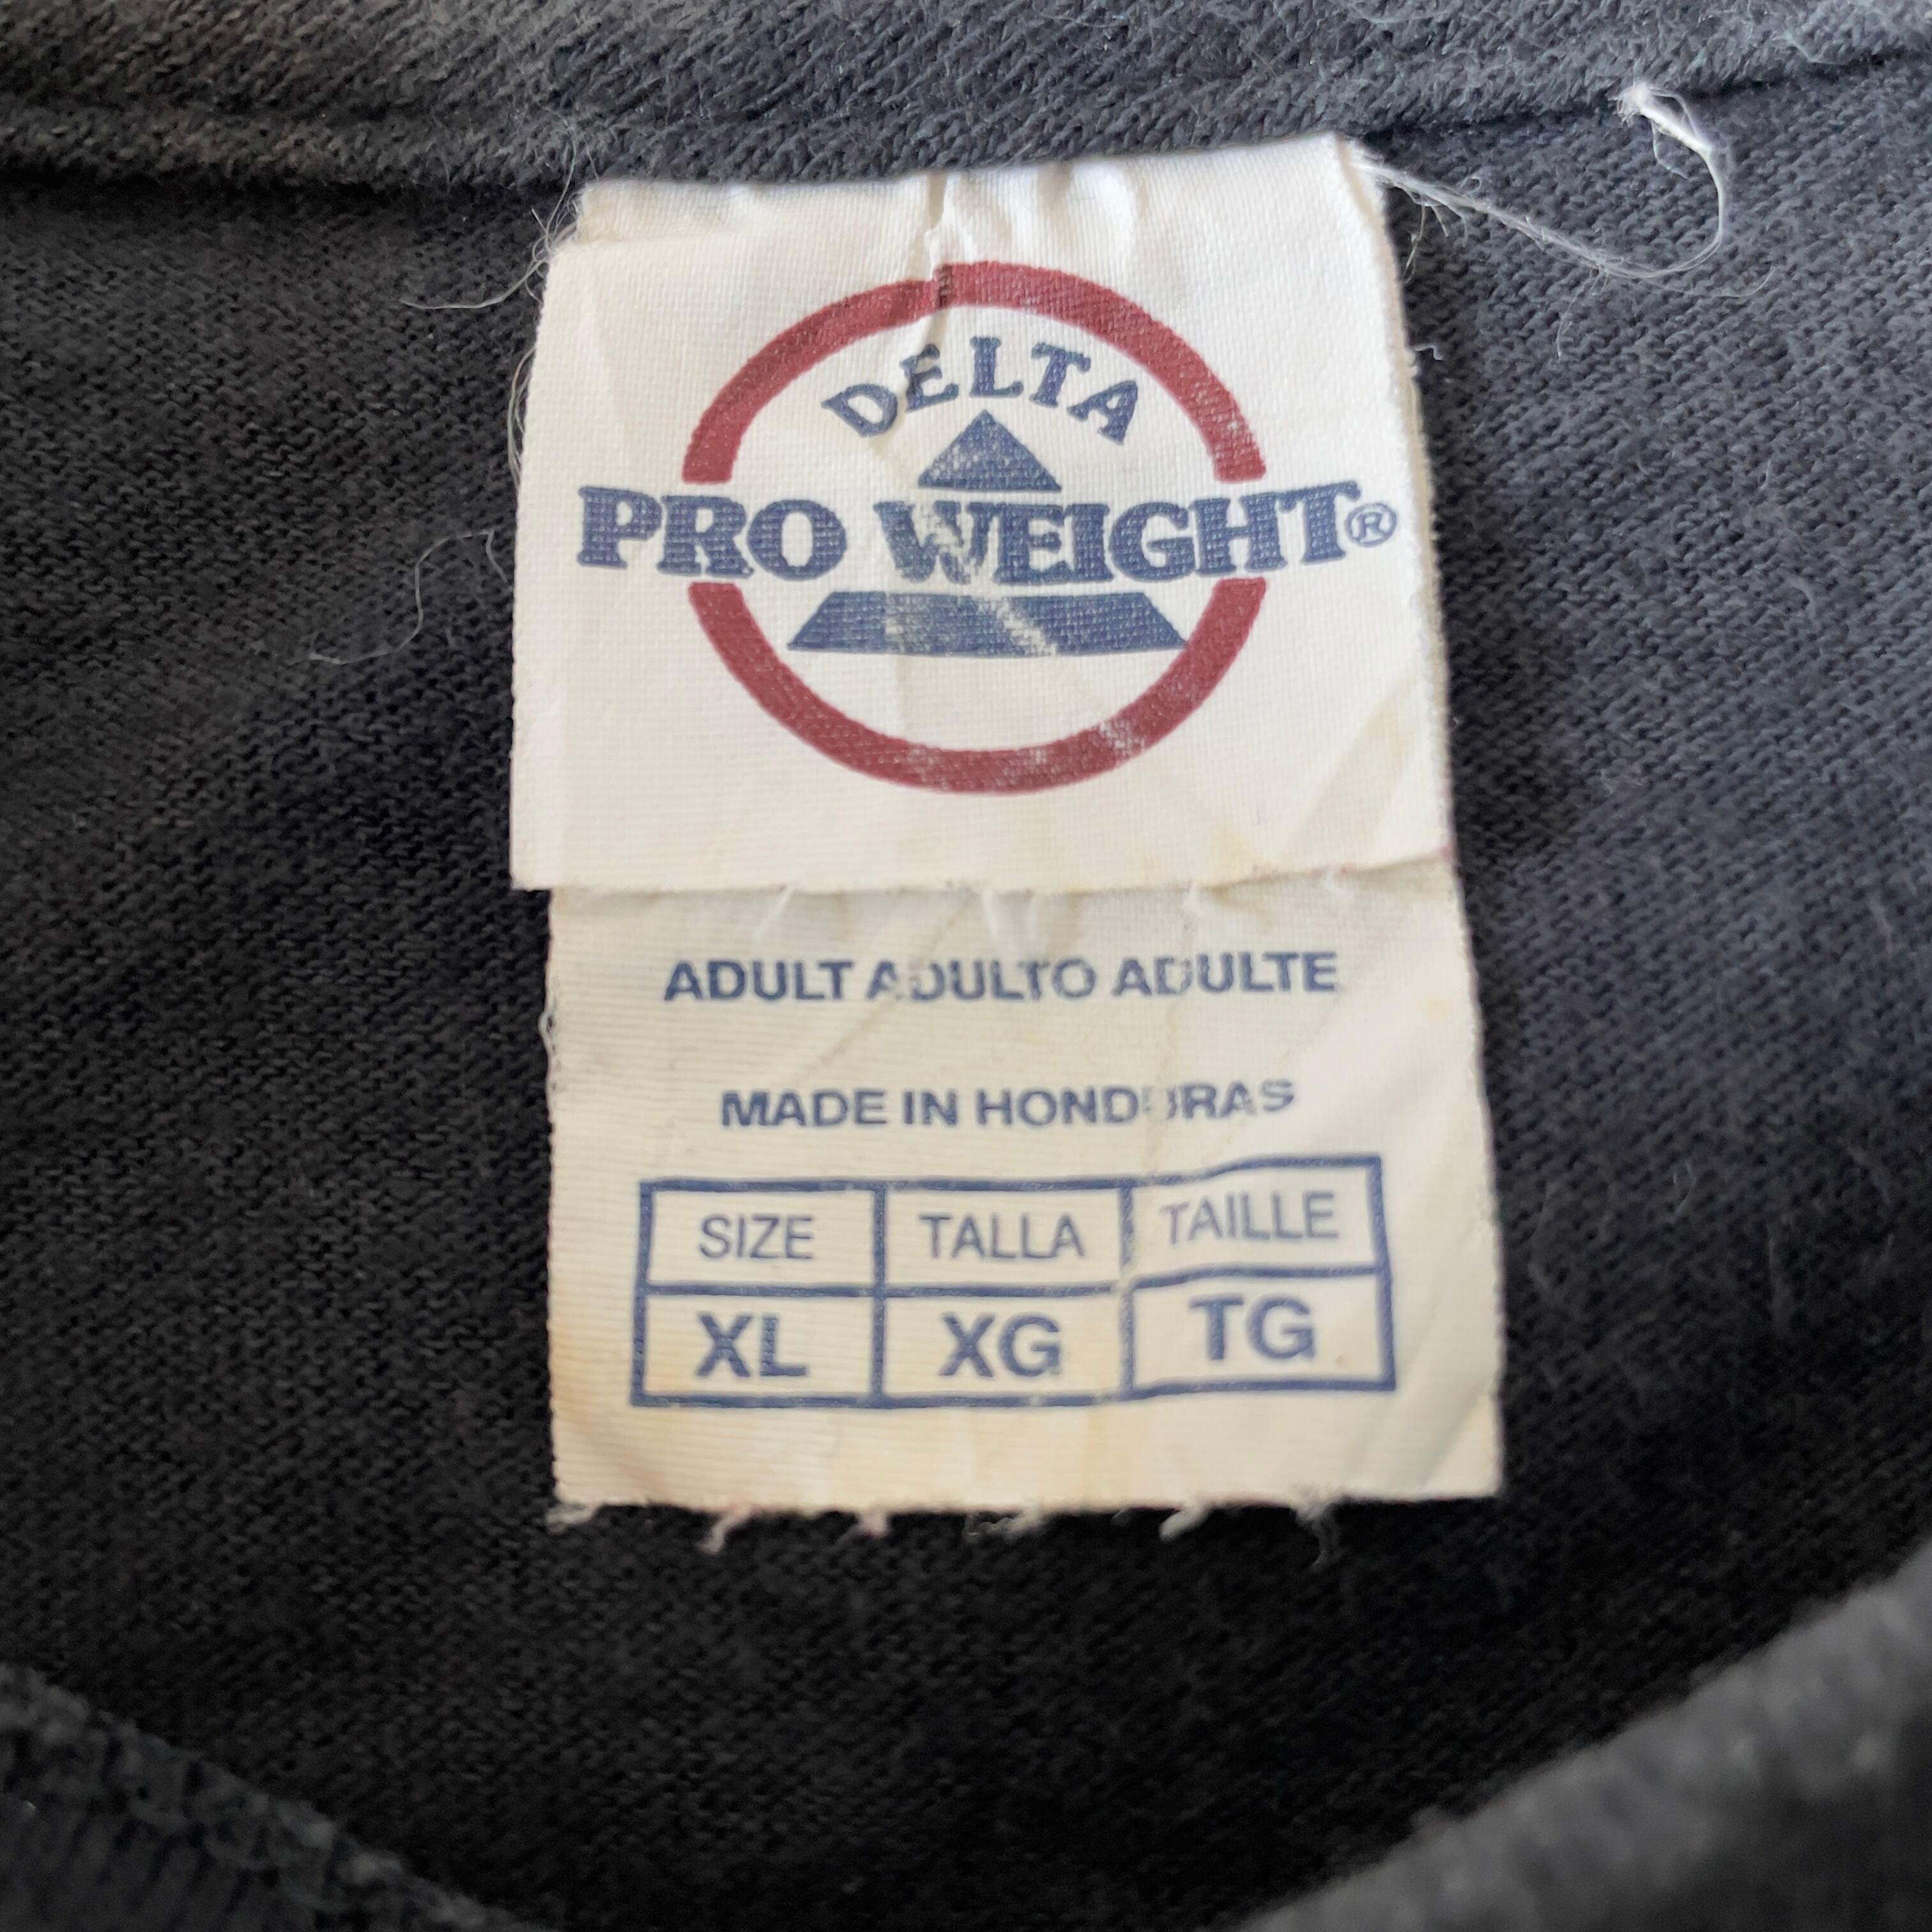 DELTA
PRO WEIGHT®
ADULT ADULTO ADULTE
MADE IN HONDURAS
SIZE TALLA TAILLE
XL XG TG